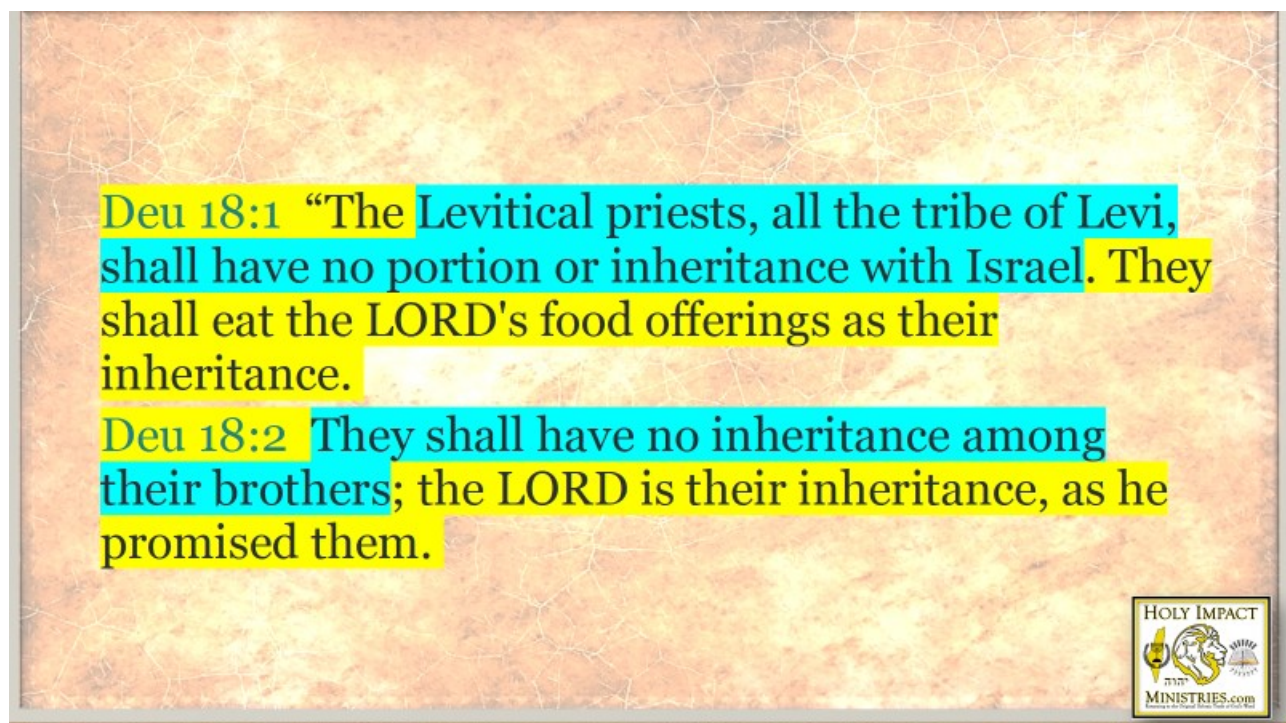 Deu 18:1 “The Levitical priests, all the tribe of Levi,
shall have no portion or inheritance with Israel. They
shall eat the LORD's food offerings as their
inheritance.
Deu 18:2 They shall have no inheritance among
their brothers; the LORD is their inheritance, as he
promised them.
HOLY IMPACT
יהוה
MINISTRIES.com